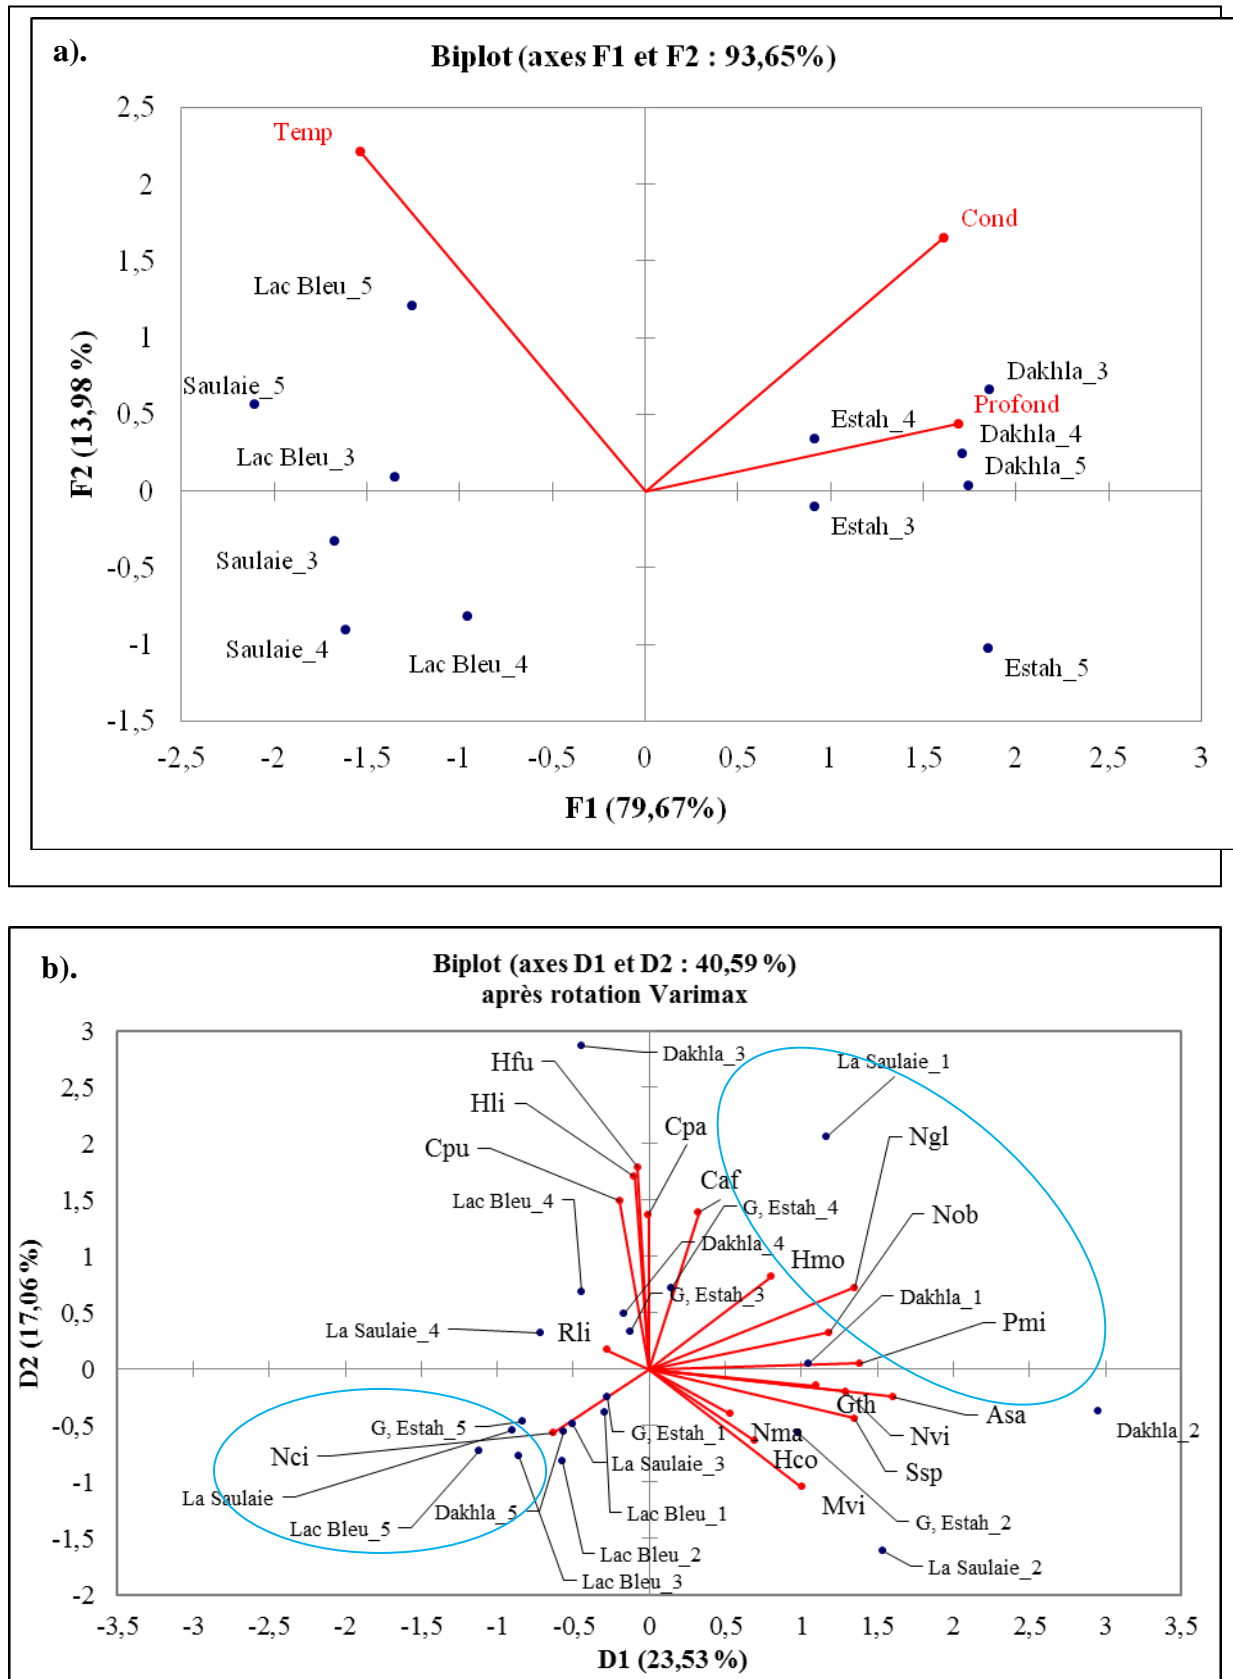 a).
Biplot (axes F1 et F2 : 93,65%)
2,5
Temp
2
Cond
1,5
Lac Bleu_5
1
Dakhla_3
Saulaie_5
0,5
Profond
Estah_4
Dakhla_4
Lac Bleu_3
Dakhla_5
0
Estah_3
-0,5
Saulaie_3
-1
Saulaie_4
Lac Bleu_4
Estah_5
-1,5
F2 (13,98 %)
-2,5 -2 -1,5 -1 -0,5 0 0,5 1 1,5 2 2,5 3
F1 (79,67%)
b).
Biplot (axes D1 et D2 : 40,59 %)
après rotation Varimax
3
Hfu
Dakhla_3
La Saulaie_1
2,5
Hli
Cpa
Ngl
2
Cpu
Caf
1,5
Lac Bleu_4
G, Estah_4
Nob
Dakhla_4
Hmo
1
G, Estah_3
Dakhla_1
0,5
La Saulaie_4
Rli
Pmi
0
Gth
Asa
-0,5
G, Estah_5
G, Estah_1
Nma
Nvi
Dakhla_2
Nci
La Saulaie_3
Hco
Ssp
-1
La Saulaie
Dakhla_5
Lac Bleu_1
Mvi
Lac Bleu_5
G, Estah_2
-1,5
Lac Bleu_2
La Saulaie_2
Lac Bleu_3
-2
D2 (17,06 %)
-3,5 -3 -2,5 -2 -1,5 -1 -0,5 0 0,5 1 1,5 2 2,5 3 3,5
D1 (23,53 %)